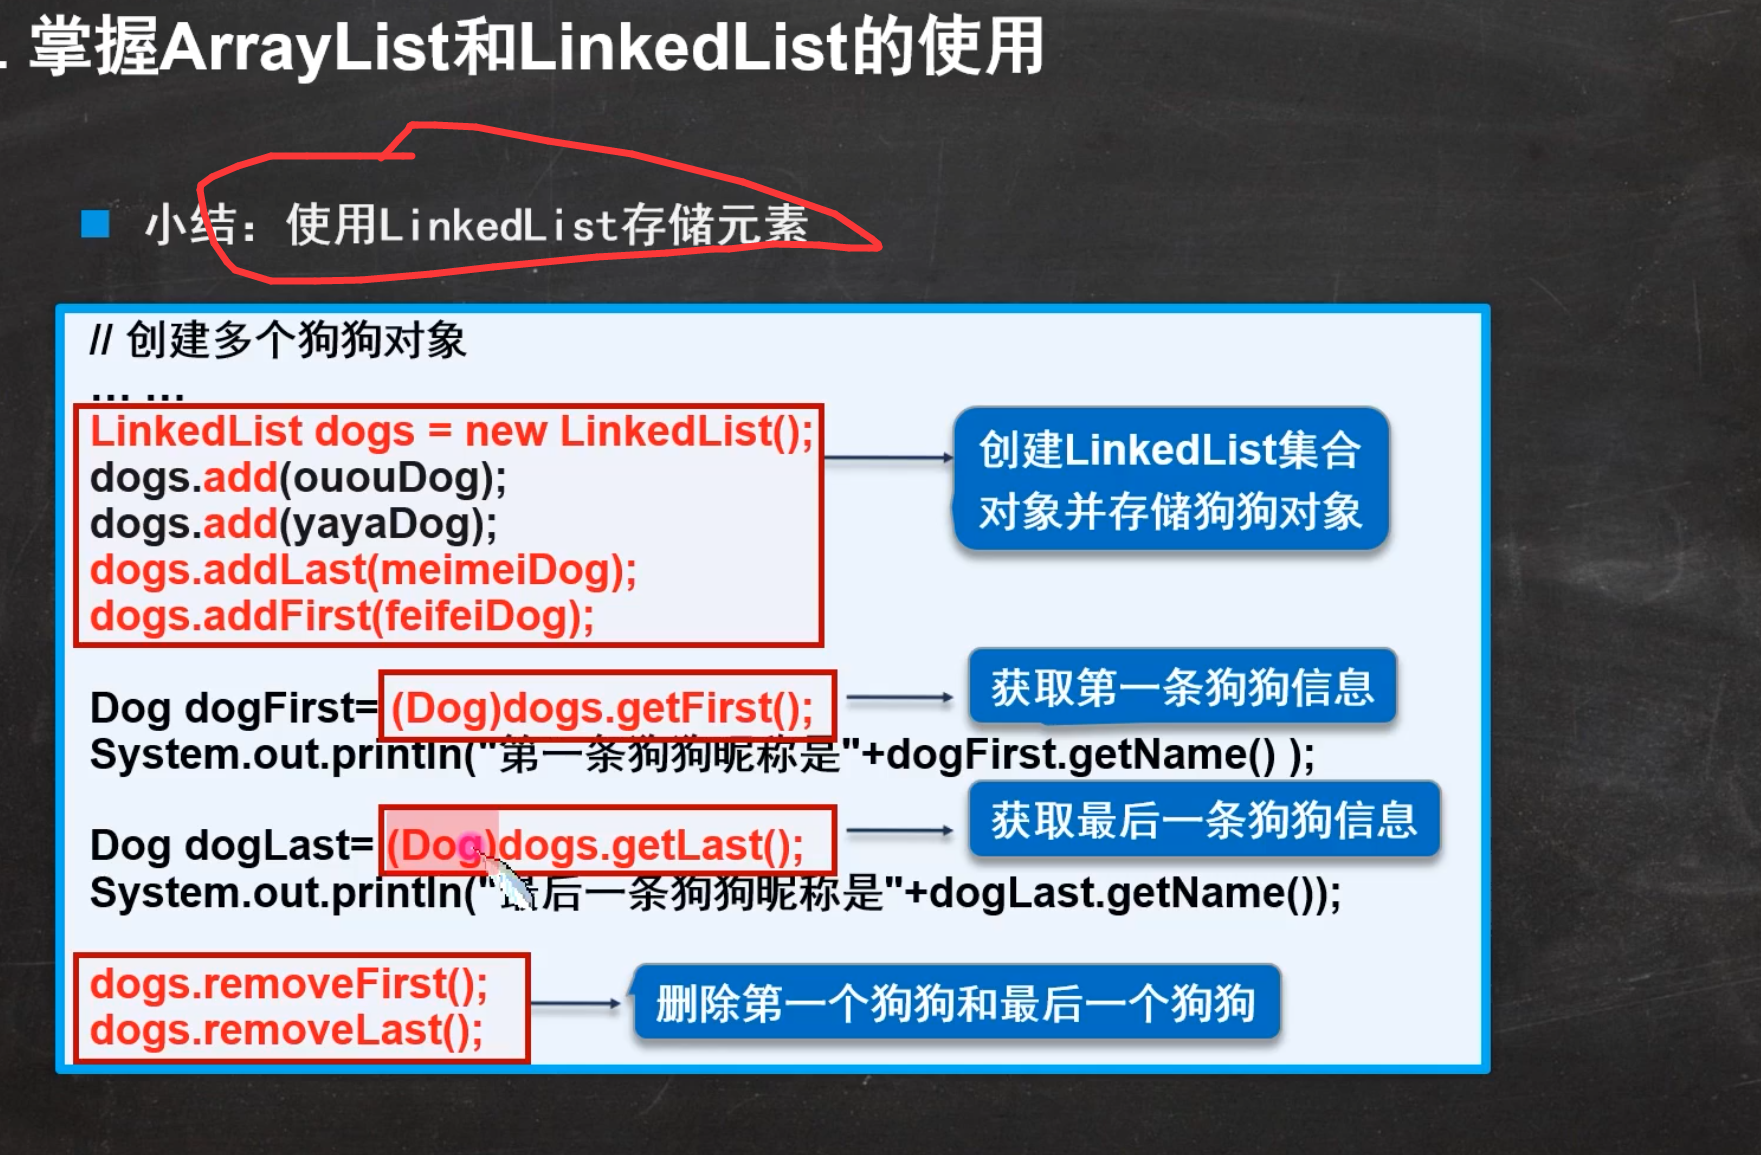 . 掌握ArrayList和LinkedList的使用
小结：使用LinkedList存储元素
// 创建多个狗狗对象
... ...
LinkedList dogs = new LinkedList();
dogs.add(ououDog);
dogs.add(yayaDog);
dogs.addLast(meimeiDog);
dogs.addFirst(feifeiDog);
创建LinkedList集合
对象并存储狗狗对象
Dog dogFirst= (Dog)dogs.getFirst();
获取第一条狗狗信息
System.out.println("第一条狗狗昵称是"+dogFirst.getName() );
Dog dogLast= (Dog)dogs.getLast();
获取最后一条狗狗信息
System.out.println("最后一条狗狗昵称是"+dogLast.getName());
dogs.removeFirst();
dogs.removeLast();
删除第一个狗狗和最后一个狗狗